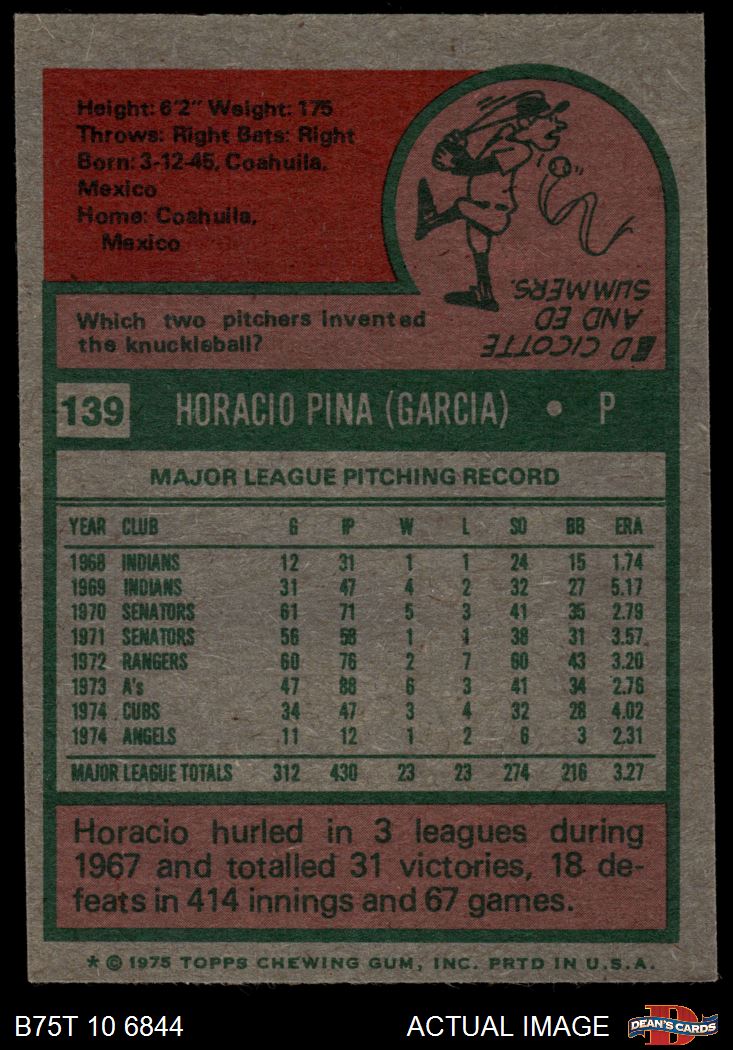 Height: 6'2" Weight: 175
Throws: Right Bats: Right
Born: 3-12-45, Coahuila,
Mexico
Home: Coahuila,
Mexico
Which two pitchers invented
the knuckleball?
ED CICOTTE
AND ED
SUMMERS.
139 HORACIO PINA (GARCIA) • P
MAJOR LEAGUE PITCHING RECORD
YEAR CLUB G IP W L SO BB ERA
1968 INDIANS 12 31 1 1 24 15 1.74
1969 INDIANS 31 47 4 2 32 27 5.17
1970 SENATORS 61 71 5 3 41 35 2.79
1971 SENATORS 56 58 1 1 38 31 3.57
1972 RANGERS 60 76 2 7 60 43 3.20
1973 A's 47 88 6 3 41 34 2.76
1974 CUBS 34 47 3 4 32 28 4.02
1974 ANGELS 11 12 1 2 6 3 2.31
MAJOR LEAGUE TOTALS 312 430 23 23 274 216 3.27
Horacio hurled in 3 leagues during
1967 and totalled 31 victories, 18 de-
feats in 414 innings and 67 games.
* © 1975 TOPPS CHEWING GUM, INC. PRTD IN U.S.A.
B75T 10 6844 ACTUAL IMAGE DEAN'S CARDS